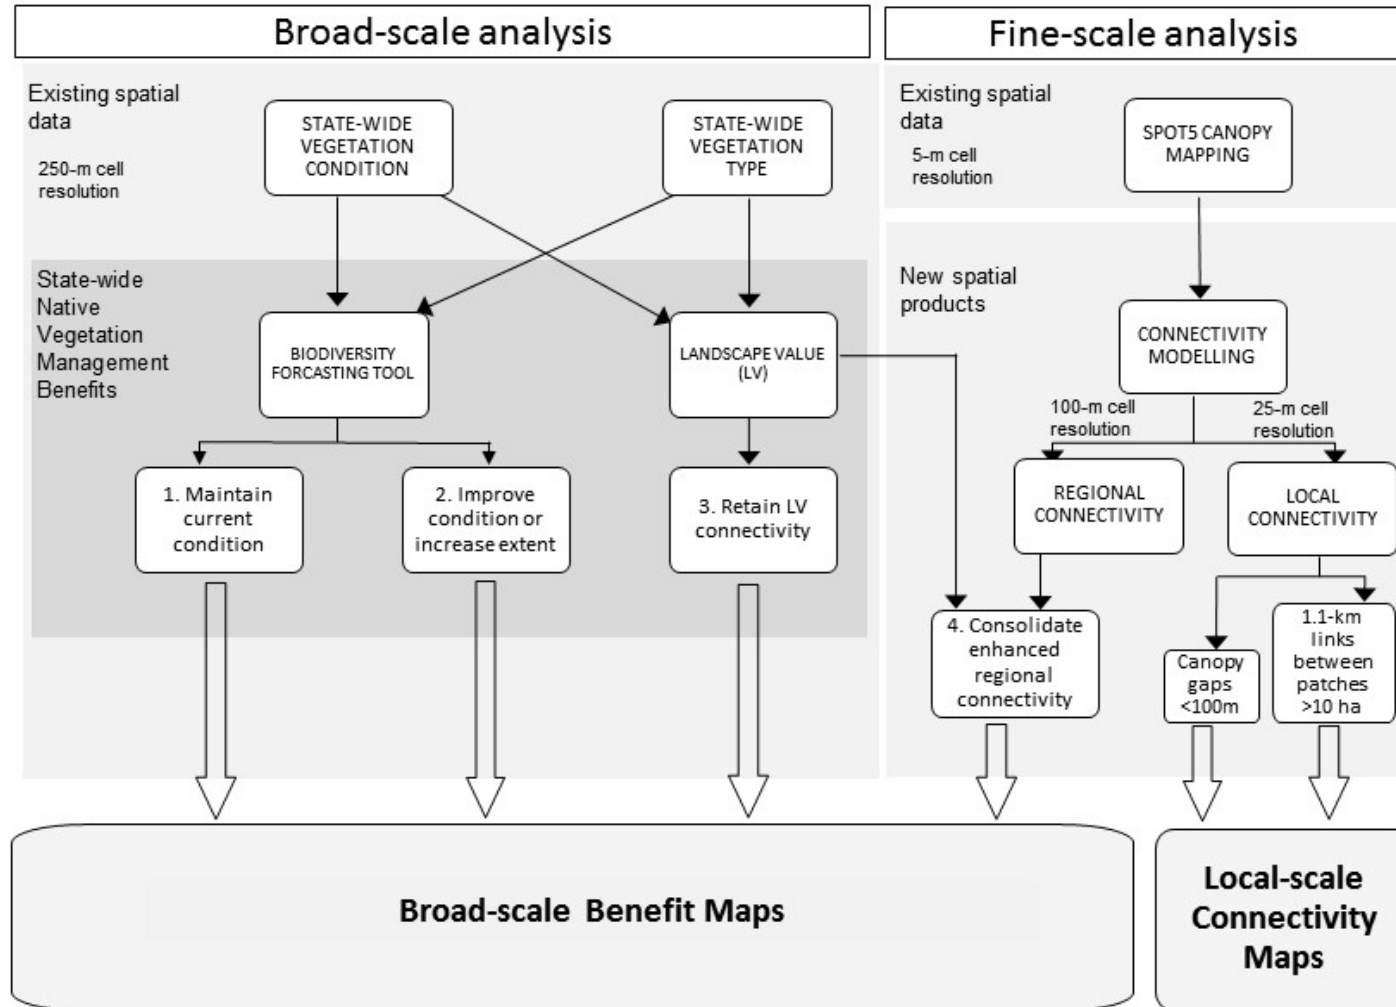 Broad-scale analysis
Fine-scale analysis
Existing spatial
data
250-m cell
resolution
STATE-WIDE
VEGETATION
CONDITION
STATE-WIDE
VEGETATION
TYPE
Existing spatial
data
5-m cell
resolution
SPOT5 CANOPY
MAPPING
State-wide
Native
Vegetation
Management
Benefits
BIODIVERSITY
FORCASTING TOOL
LANDSCAPE VALUE
(LV)
New spatial
products
CONNECTIVITY
MODELLING
100-m cell
resolution
25-m cell
resolution
1. Maintain
current
condition
2. Improve
condition or
increase extent
3. Retain LV
connectivity
REGIONAL
CONNECTIVITY
LOCAL
CONNECTIVITY
4. Consolidate
enhanced
regional
connectivity
Canopy
gaps
<100m
1.1-km
links
between
patches
>10 ha
Broad-scale Benefit Maps
Local-scale
Connectivity
Maps